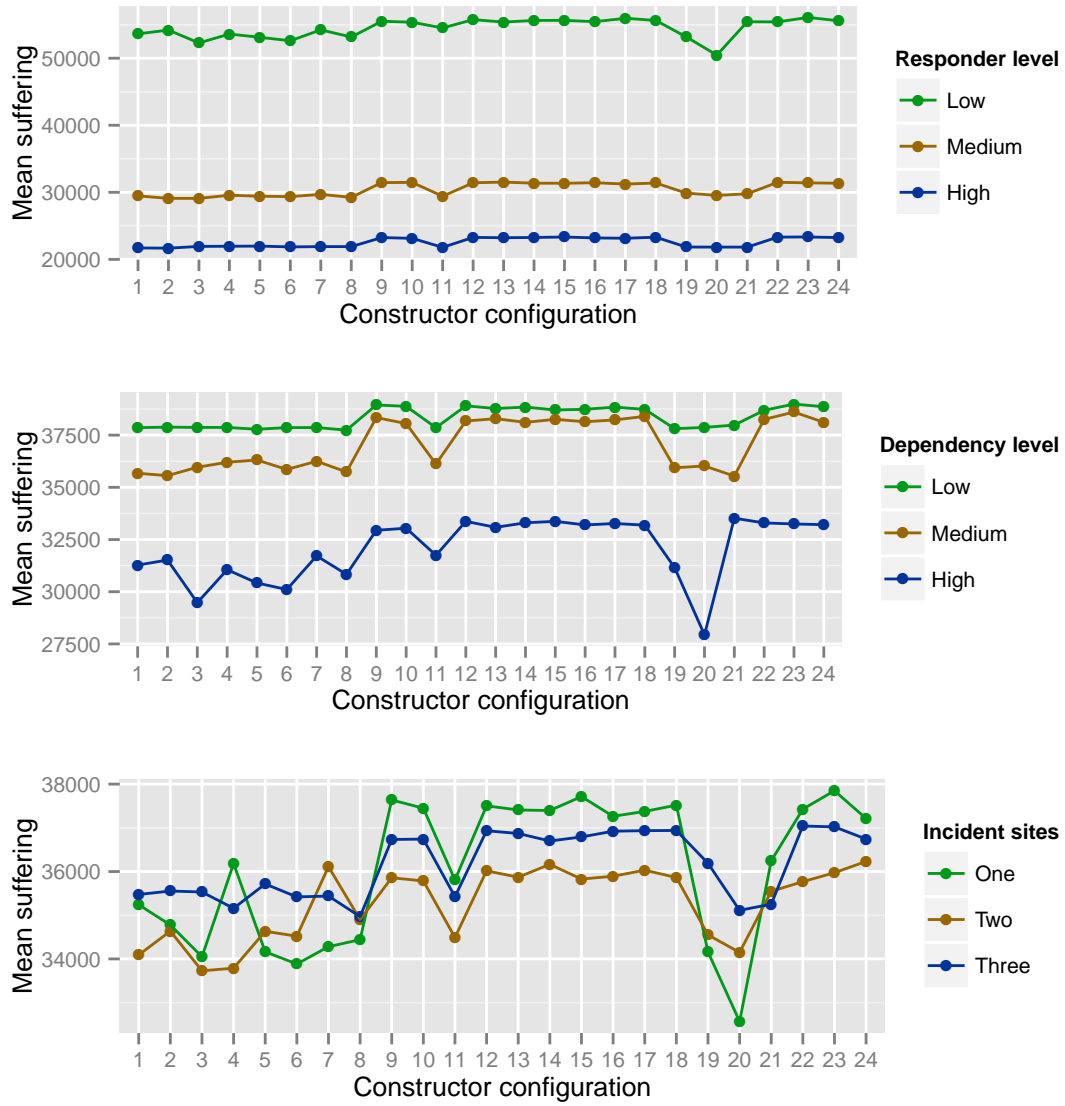 50000
40000
30000
20000
Mean suffering
1 2 3 4 5 6 7 8 9 10 11 12 13 14 15 16 17 18 19 20 21 22 23 24
Constructor configuration
Responder level
Low
Medium
High
37500
35000
32500
30000
27500
Mean suffering
1 2 3 4 5 6 7 8 9 10 11 12 13 14 15 16 17 18 19 20 21 22 23 24
Constructor configuration
Dependency level
Low
Medium
High
38000
36000
34000
Mean suffering
1 2 3 4 5 6 7 8 9 10 11 12 13 14 15 16 17 18 19 20 21 22 23 24
Constructor configuration
Incident sites
One
Two
Three